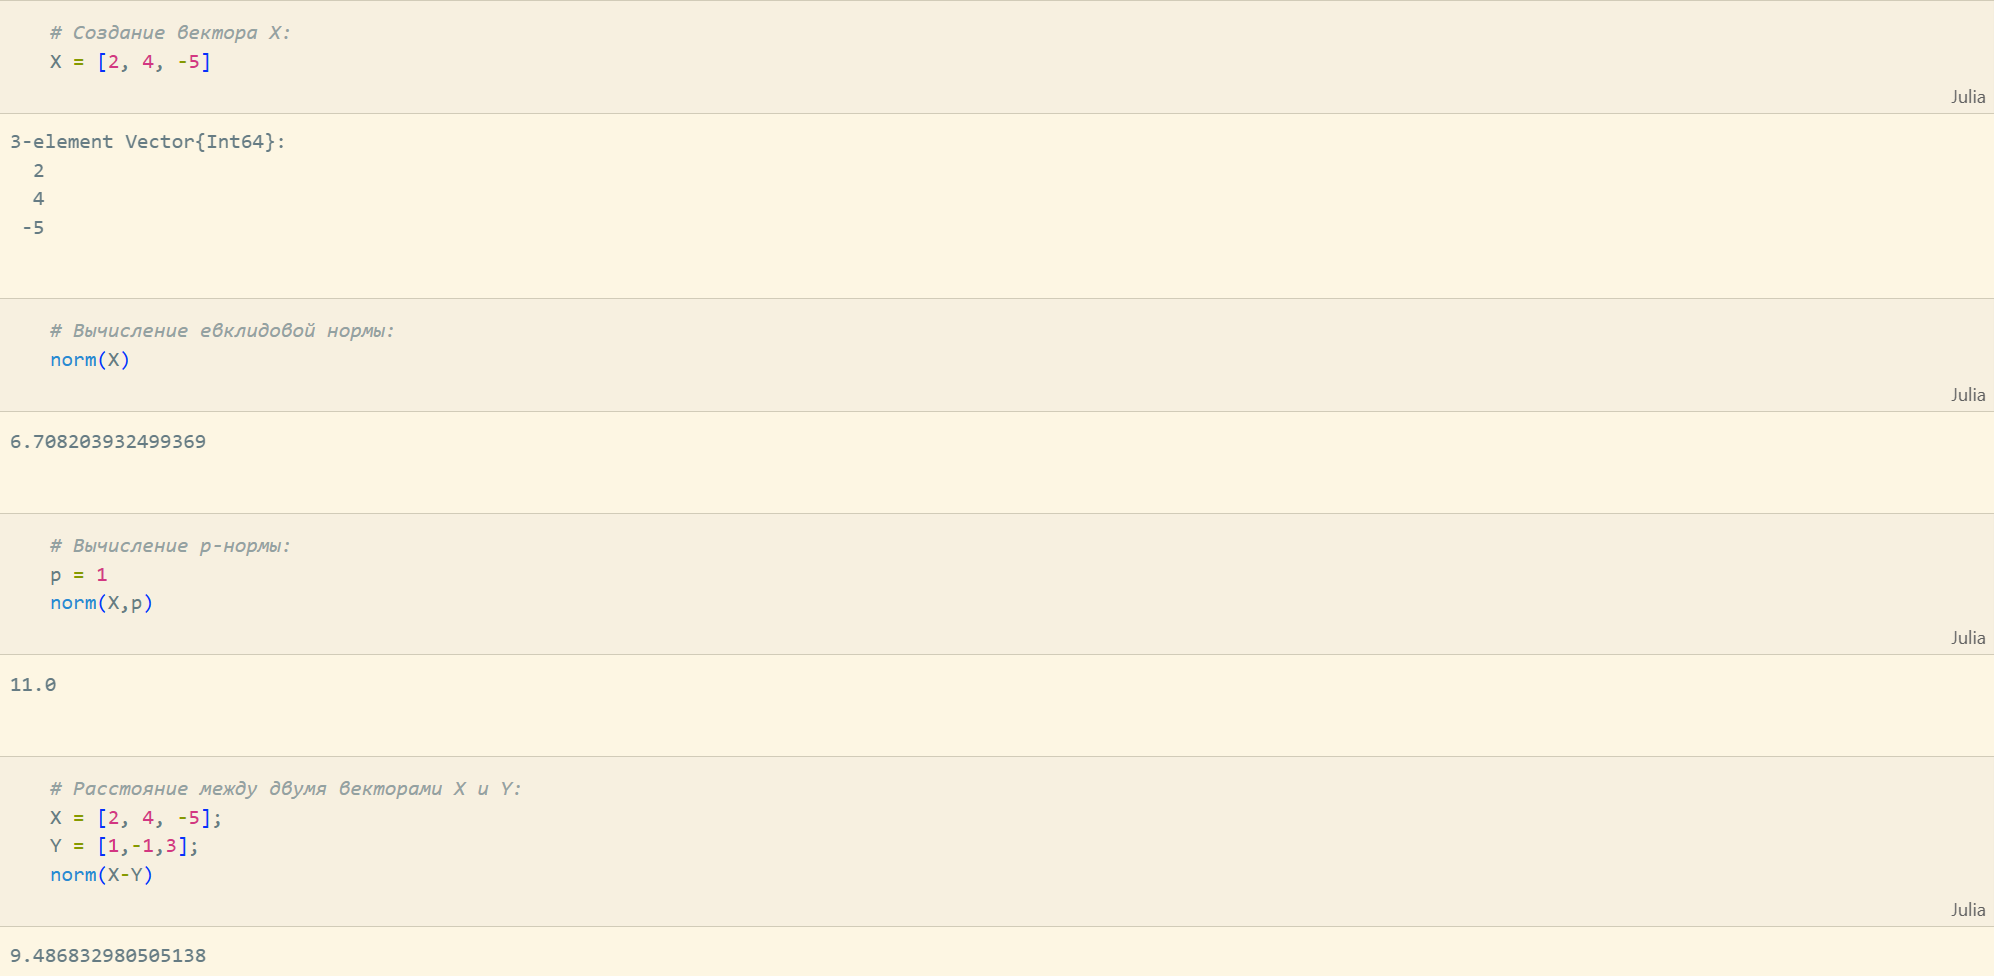 # Создание вектора X:
X = [2, 4, -5]
Julia
3-element Vector{Int64}:
  2
  4
 -5
# Вычисление евклидовой нормы:
norm(X)
Julia
6.708203932499369
# Вычисление p-нормы:
p = 1
norm(X,p)
Julia
11.0
# Расстояние между двумя векторами X и Y:
X = [2, 4, -5];
Y = [1,-1,3];
norm(X-Y)
Julia
9.486832980505138